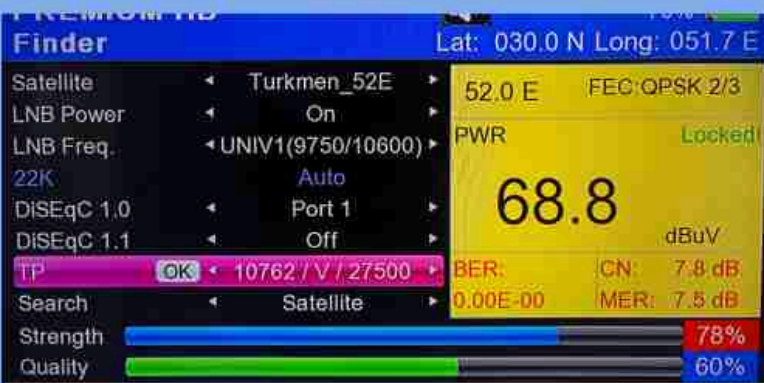 PREMIUM HD
Finder Lat: 030.0 N Long: 051.7 E
Satellite Turkmen_52E
LNB Power On
LNB Freq. UNIV1(9750/10600)
22K Auto
DiSEqC 1.0 Port 1
DiSEqC 1.1 Off
TP OK 10762 / V / 27500
Search Satellite
52.0 E FEC:QPSK 2/3
PWR Locked!
68.8
dBuV
BER: CN: 7.8 dB
0.00E-00 MER: 7.5 dB
Strength 78%
Quality 60%